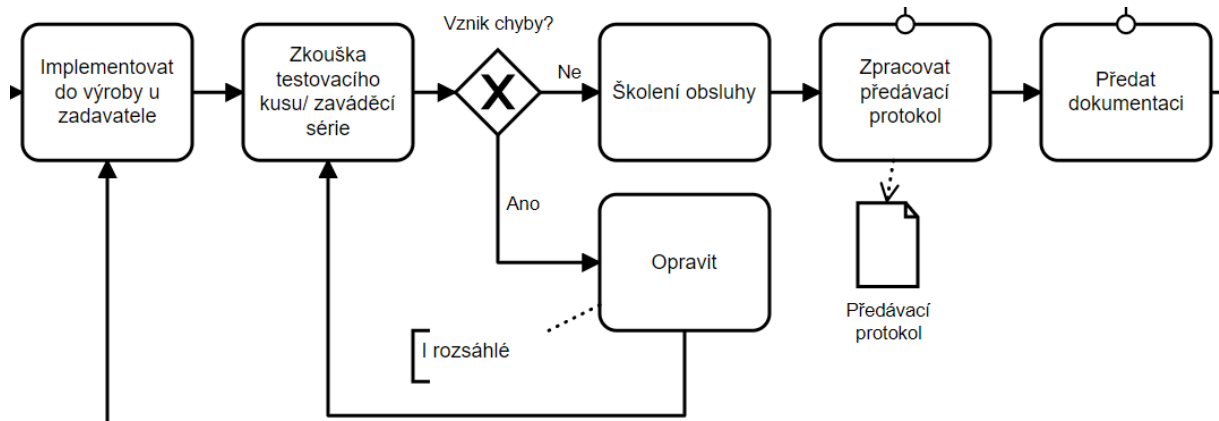 Vznik chyby?
Implementovat
do výroby u
zadavatele
Zkouška
testovacího
kusu/ zaváděcí
série
Ne
Školení obsluhy
Zpracovat
předávací
protokol
Předat
dokumentaci
Ano
Opravit
I rozsáhlé
Předávací
protokol